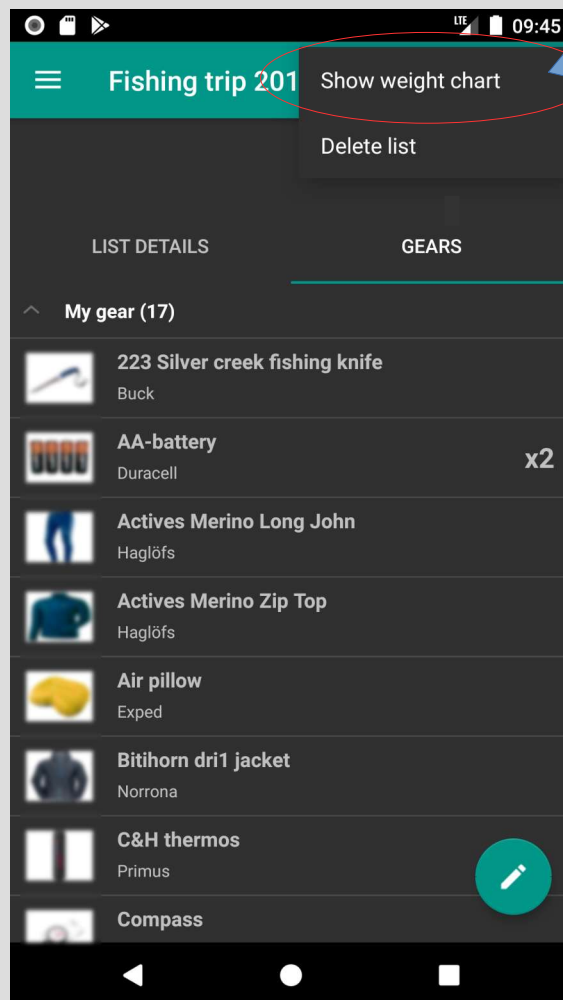 LTE 09:45
Fishing trip 201
Show weight chart
Delete list
LIST DETAILS GEARS
My gear (17)
223 Silver creek fishing knife
Buck
AA-battery
Duracell
x2
Actives Merino Long John
Haglöfs
Actives Merino Zip Top
Haglöfs
Air pillow
Exped
Bitihorn dri1 jacket
Norrona
C&H thermos
Primus
Compass